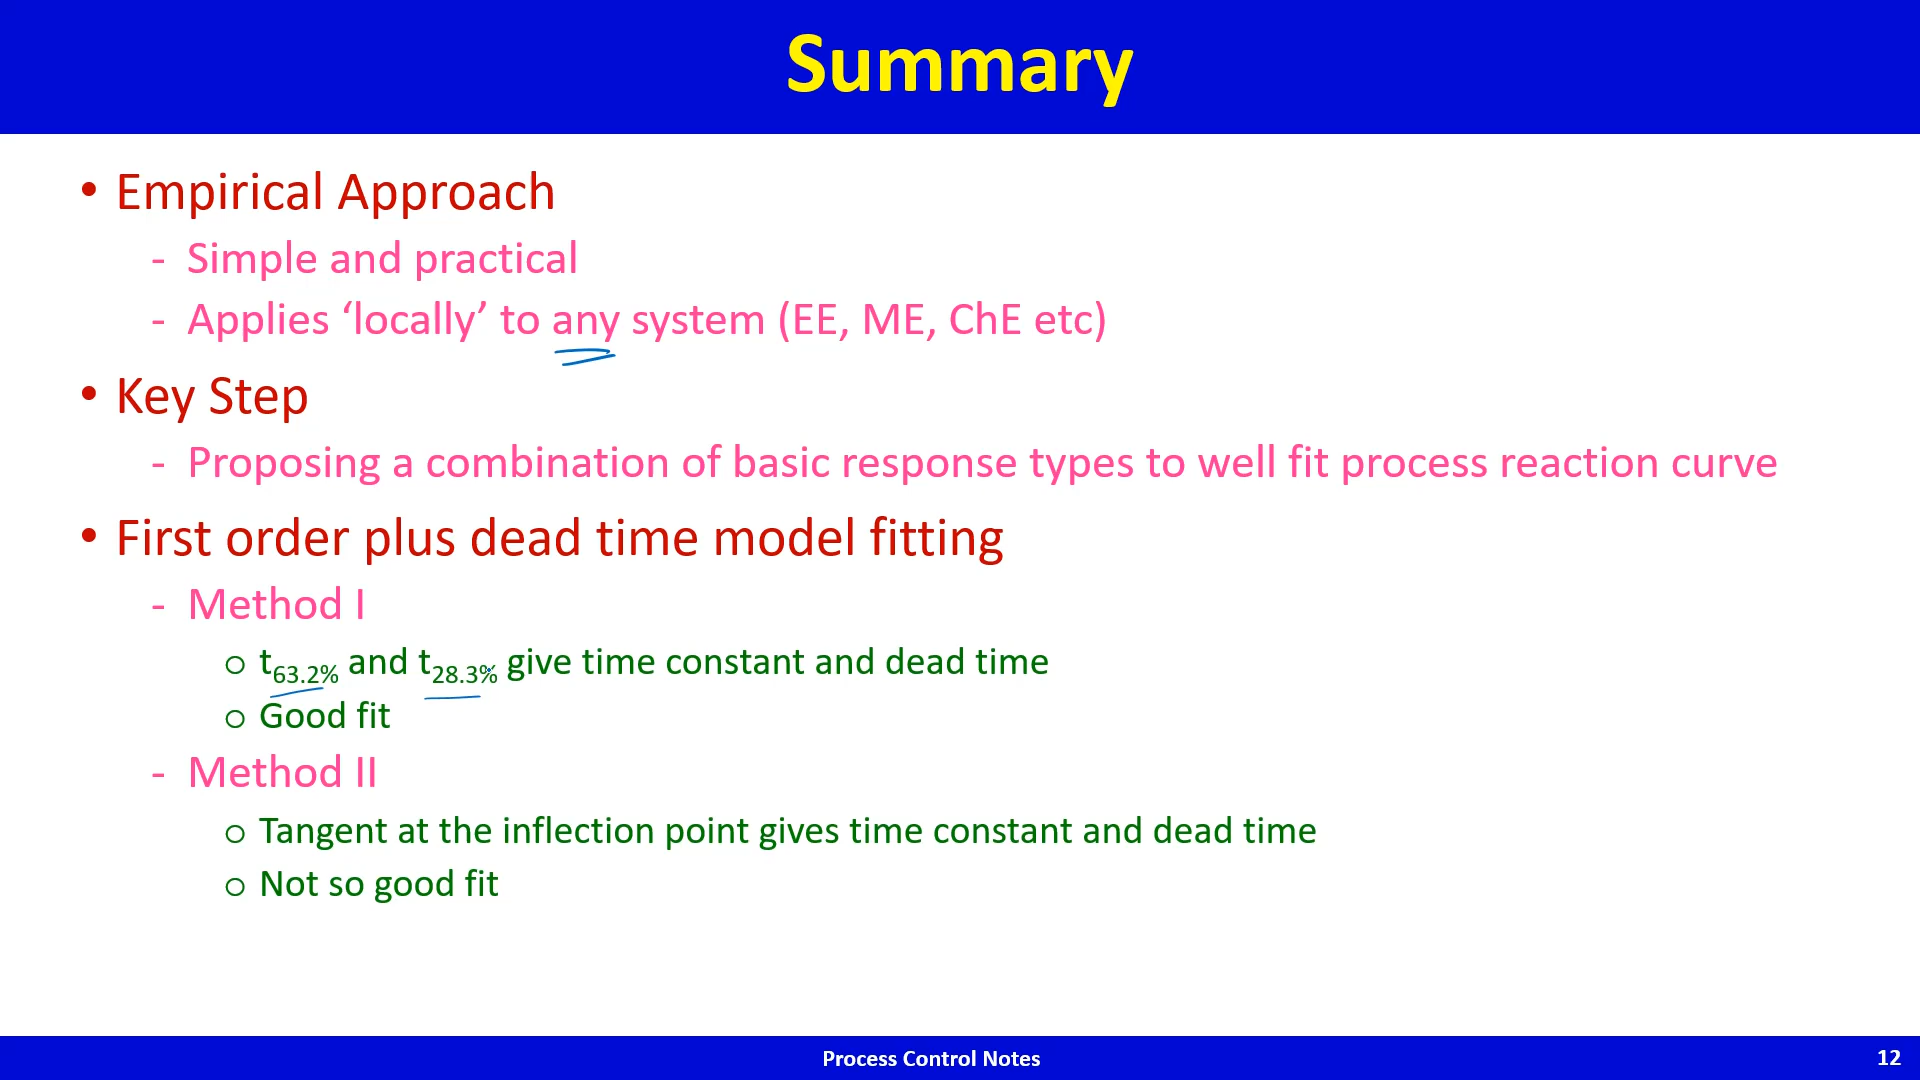 Summary
• Empirical Approach
- Simple and practical
- Applies ‘locally’ to any system (EE, ME, ChE etc)
• Key Step
- Proposing a combination of basic response types to well fit process reaction curve
• First order plus dead time model fitting
- Method I
o t63.2% and t28.3% give time constant and dead time
o Good fit
- Method II
o Tangent at the inflection point gives time constant and dead time
o Not so good fit
Process Control Notes
12